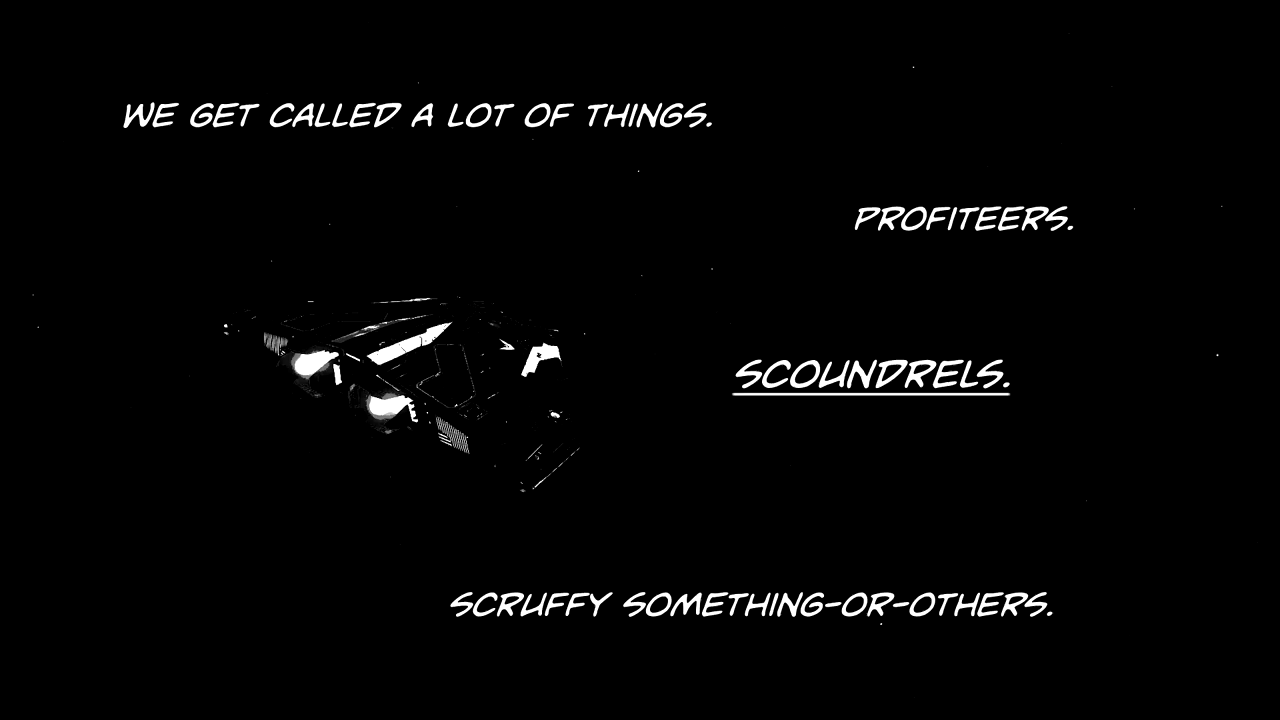 WE GET CALLED A LOT OF THINGS.
PROFITEERS.
SCOUNDRELS.
SCRUFFY SOMETHING-OR-OTHERS.